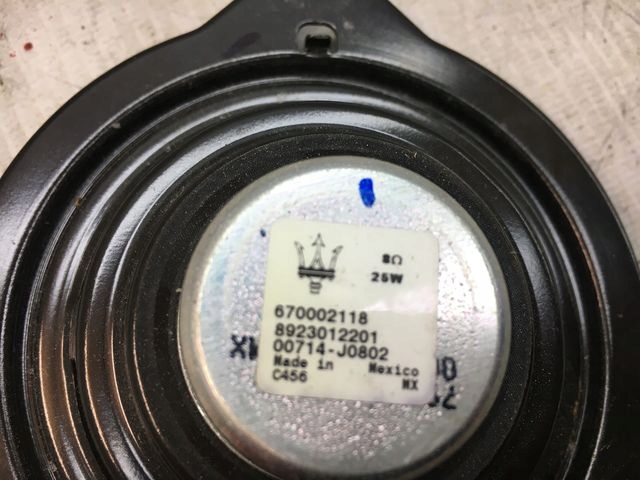 8Ω
25W
670002118
8923012201
00714-J0802
Made in Mexico
C456 MX